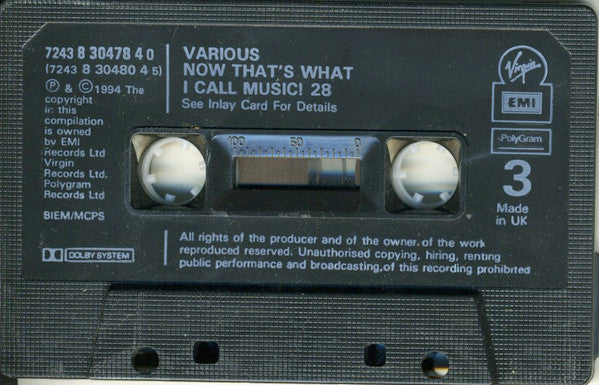 7243 8 30478 4 0
(7243 8 30480 4 5)
Ⓟ & © 1994 The
copyright
in this
compilation
is owned
by EMI
Records Ltd
Virgin
Records Ltd.
Polygram
Records Ltd
BIEM/MCPS
DOLBY SYSTEM
VARIOUS
NOW THAT'S WHAT
I CALL MUSIC! 28
See Inlay Card For Details
100 50 0
Virgin
EMI
PolyGram
3
Made
in UK
All rights of the producer and of the owner of the work
reproduced reserved. Unauthorised copying, hiring, renting
public performance and broadcasting, of this recording prohibited